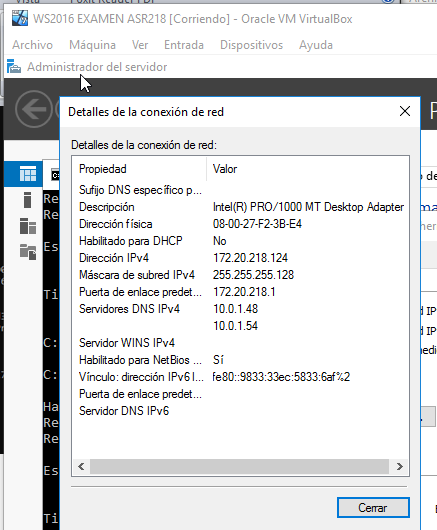 WS2016 EXAMEN ASR218 [Corriendo] - Oracle VM VirtualBox
Archivo Máquina Ver Entrada Dispositivos Ayuda
Administrador del servidor
Detalles de la conexión de red
Detalles de la conexión de red:
Propiedad Valor
Sufijo DNS específico p...
Descripción Intel(R) PRO/1000 MT Desktop Adapter
Dirección física 08-00-27-F2-3B-E4
Habilitado para DHCP No
Dirección IPv4 172.20.218.124
Máscara de subred IPv4 255.255.255.128
Puerta de enlace predet... 172.20.218.1
Servidores DNS IPv4 10.0.1.48
10.0.1.54
Servidor WINS IPv4
Habilitado para NetBios ... Sí
Vínculo: dirección IPv6 l... fe80::9833:33ec:5833:6af%2
Puerta de enlace predet...
Servidor DNS IPv6
Cerrar